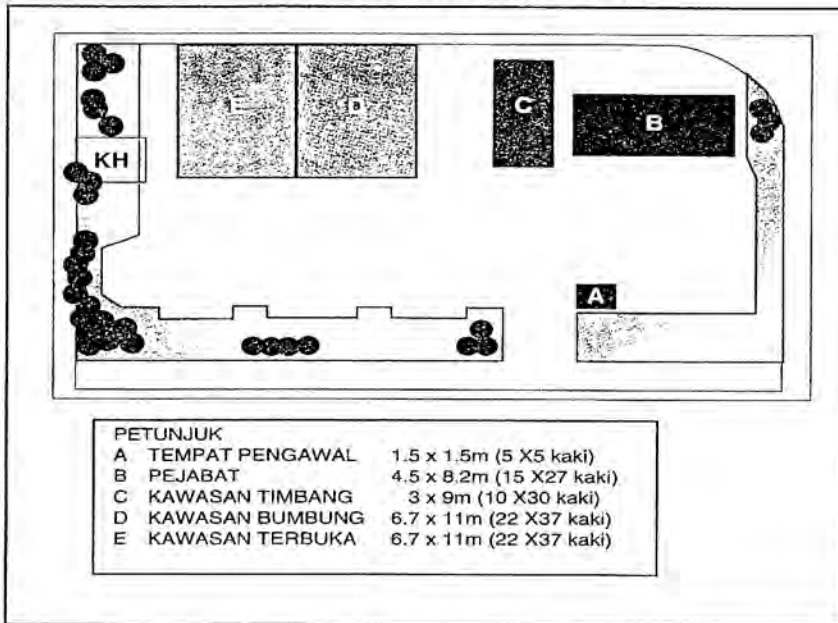 C
B
KH
A
PETUNJUK
A TEMPAT PENGAWAL 1.5 x 1.5m (5 X5 kaki)
B PEJABAT 4.5 x 8.2m (15 X27 kaki)
C KAWASAN TIMBANG 3 x 9m (10 X30 kaki)
D KAWASAN BUMBUNG 6.7 x 11m (22 X37 kaki)
E KAWASAN TERBUKA 6.7 x 11m (22 X37 kaki)